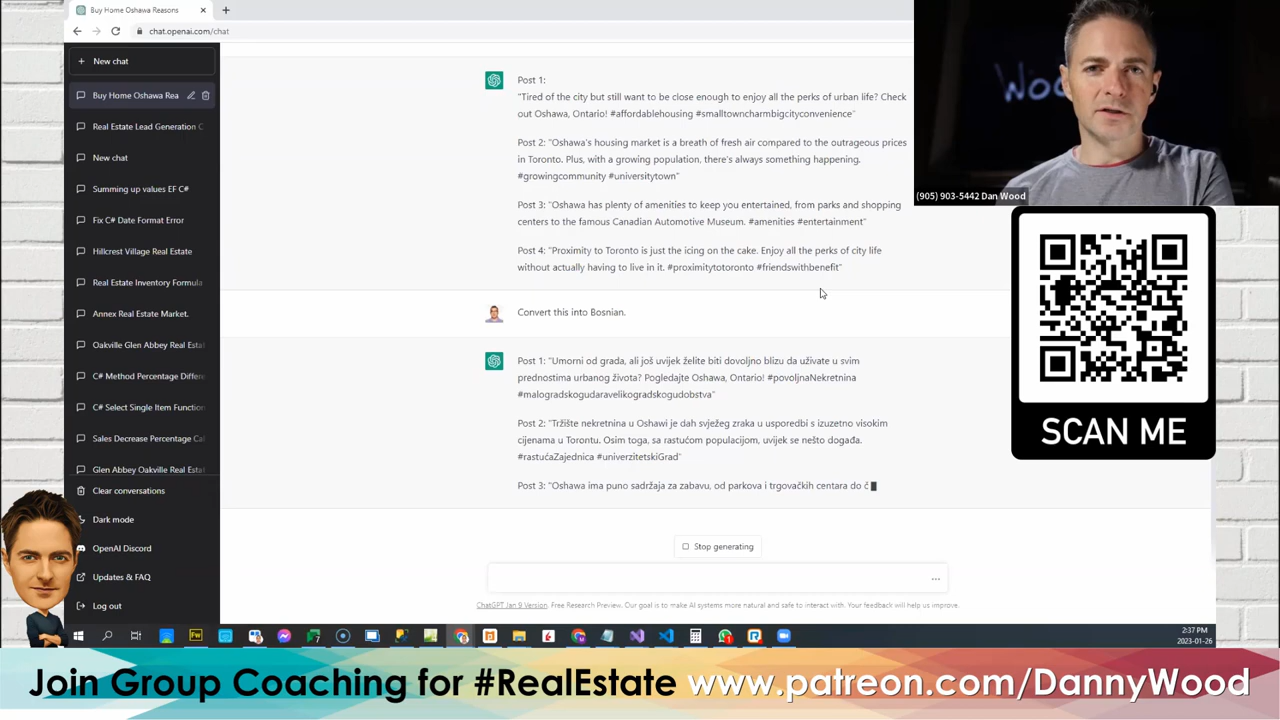 Buy Home Oshawa Reasons
chat.openai.com/chat
New chat
Buy Home Oshawa Rea
Real Estate Lead Generation C
New chat
Summing up values EF C#
Fix C# Date Format Error
Hillcrest Village Real Estate
Real Estate Inventory Formula
Annex Real Estate Market.
Oakville Glen Abbey Real Estat
C# Method Percentage Differe
C# Select Single Item Function
Sales Decrease Percentage Cal
Glen Abbey Oakville Real Estat
Clear conversations
Dark mode
OpenAI Discord
Updates & FAQ
Log out
Post 1:
"Tired of the city but still want to be close enough to enjoy all the perks of urban life? Check
out Oshawa, Ontario! #affordablehousing #smalltowncharmbigcityconvenience"
Post 2: "Oshawa's housing market is a breath of fresh air compared to the outrageous prices
in Toronto. Plus, with a growing population, there's always something happening.
#growingcommunity #universitytown"
Post 3: "Oshawa has plenty of amenities to keep you entertained, from parks and shopping
centers to the famous Canadian Automotive Museum. #amenities #entertainment"
Post 4: "Proximity to Toronto is just the icing on the cake. Enjoy all the perks of city life
without actually having to live in it. #proximitytotoronto #friendswithbenefit"
Convert this into Bosnian.
Post 1: "Umorni od grada, ali još uvijek želite biti dovoljno blizu da uživate u svim
prednostima urbanog života? Pogledajte Oshawa, Ontario! #povoljnaNekretnina
#malogradskogudaravelikogradskogudobstva"
Post 2: "Tržište nekretnina u Oshawi je dah svježeg zraka u usporedbi s izuzetno visokim
cijenama u Torontu. Osim toga, sa rastućom populacijom, uvijek se nešto događa.
#rastućaZajednica #univerzitetskiGrad"
Post 3: "Oshawa ima puno sadržaja za zabavu, od parkova i trgovačkih centara do č
Stop generating
ChatGPT Jan 9 Version. Free Research Preview. Our goal is to make AI systems more natural and safe to interact with. Your feedback will help us improve.
(905) 903-5442 Dan Wood
SCAN ME
2:37 PM
2023-01-26
Join Group Coaching for #RealEstate www.patreon.com/DannyWood